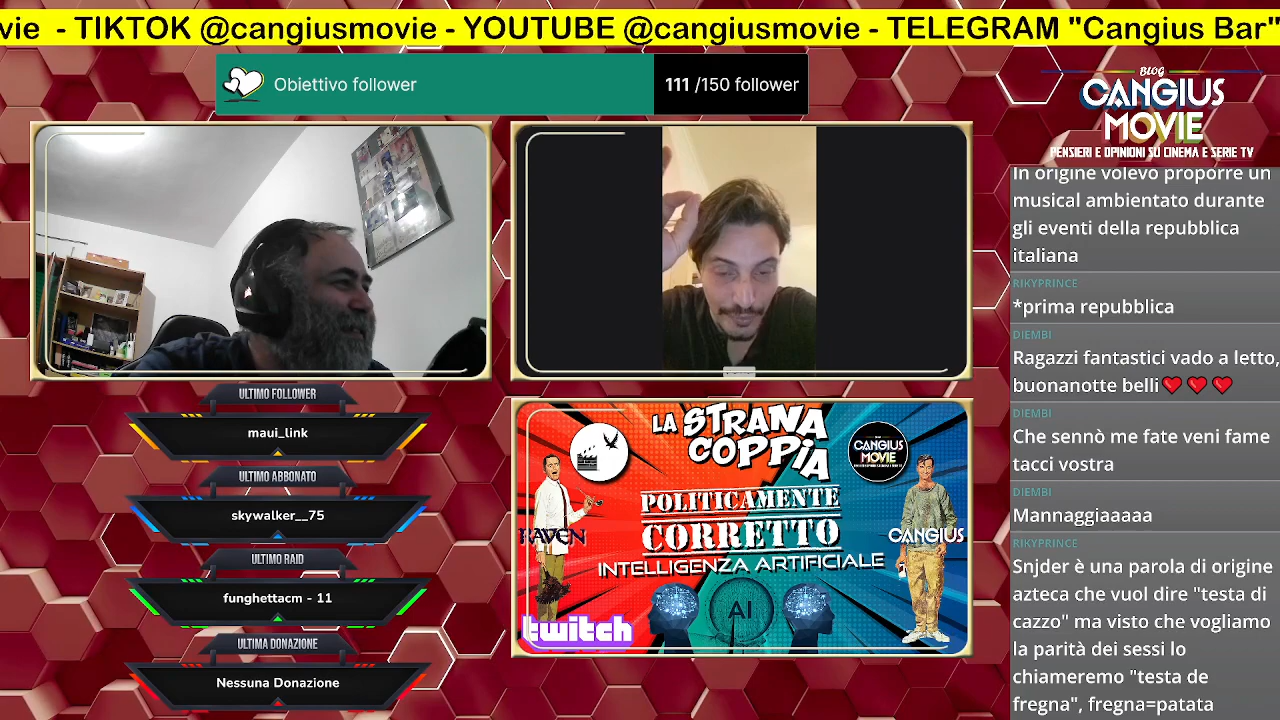 vie - TIKTOK @cangiusmovie - YOUTUBE @cangiusmovie - TELEGRAM "Cangius Bar"
Obiettivo follower
111 /150 follower
BLOG
CANGIUS
MOVIE
PENSIERI E OPINIONI SU CINEMA E SERIE TV
In origine volevo proporre un
musical ambientato durante
gli eventi della repubblica
italiana
RIKYPRINCE
*prima repubblica
DIEMBI
Ragazzi fantastici vado a letto,
buonanotte belli❤❤❤
DIEMBI
Che sennò me fate veni fame
tacci vostra
DIEMBI
Mannaggiaaaaa
RIKYPRINCE
Snjder è una parola di origine
azteca che vuol dire "testa di
cazzo" ma visto che vogliamo
la parità dei sessi lo
chiameremo "testa de
fregna", fregna=patata
ULTIMO FOLLOWER
maui_link
ULTIMO ABBONATO
skywalker__75
ULTIMO RAID
funghettacm - 11
ULTIMA DONAZIONE
Nessuna Donazione
LA STRANA
COPPIA
CANGIUS
MOVIE
POLITICAMENTE
CORRETTO
INTELLIGENZA ARTIFICIALE
RAVEN
CANGIUS
AI
twitch